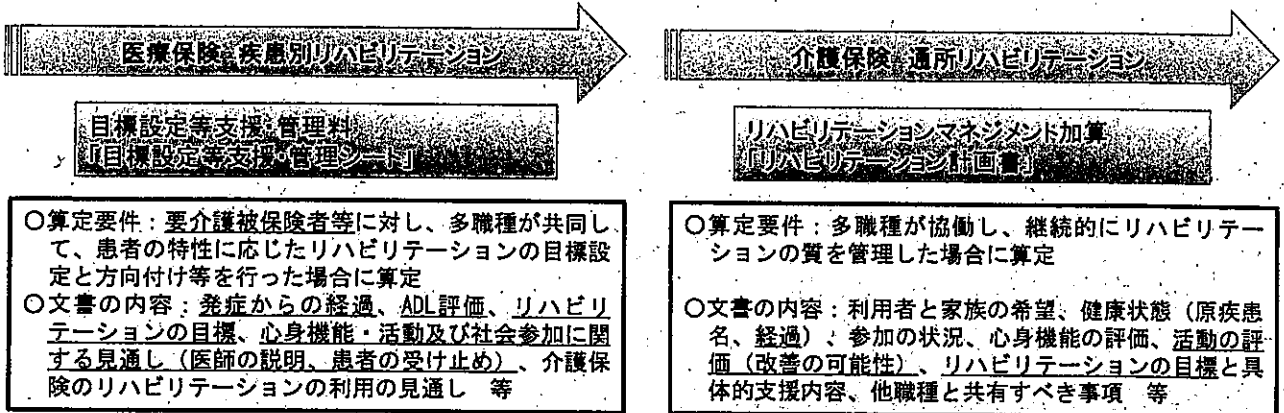 医療保険 疾患別リハビリテーション
目標設定等支援・管理料
「目標設定等支援・管理シート」
○算定要件：要介護被保険者等に対し、多職種が共同し
て、患者の特性に応じたリハビリテーションの目標設
定と方向付け等を行った場合に算定
○文書の内容：発症からの経過、ADL評価、リハビリ
テーションの目標、心身機能・活動及び社会参加に関
する見通し（医師の説明、患者の受け止め）、介護保
険のリハビリテーションの利用の見通し　等
介護保険 通所リハビリテーション
リハビリテーションマネジメント加算
「リハビリテーション計画書」
○算定要件：多職種が協働し、継続的にリハビリテー
ションの質を管理した場合に算定
○文書の内容：利用者と家族の希望、健康状態（原疾患
名、経過）、参加の状況、心身機能の評価、活動の評
価（改善の可能性）、リハビリテーションの目標と具
体的支援内容、他職種と共有すべき事項　等